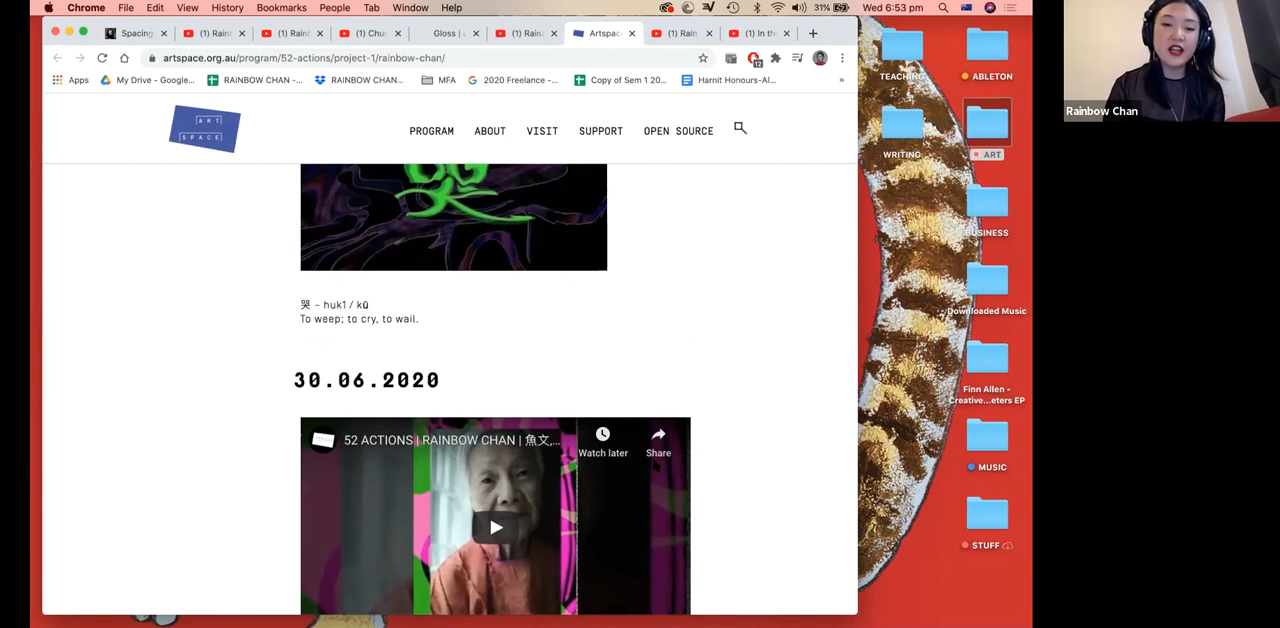 Chrome File Edit View History Bookmarks People Tab Window Help
31% Wed 6:53 pm
Spacing (1) Rain (1) Rain (1) Chu Gloss | (1) Rain Artspac (1) Rain (1) In th
artspace.org.au/program/52-actions/project-1/rainbow-chan/
12
Apps My Drive - Google... RAINBOW CHAN -... RAINBOW CHAN... MFA 2020 Freelance -... Copy of Sem 1 20... Harnit Honours-Al... »
ART
SPACE
PROGRAM ABOUT VISIT SUPPORT OPEN SOURCE
哭 – huk1 / kū
To weep; to cry, to wail.
30.06.2020
52 ACTIONS | RAINBOW CHAN | 魚文,...
Watch later Share
TEACHING
ABLETON
WRITING
ART
BUSINESS
Downloaded Music
Finn Allen -
Creative...eters EP
MUSIC
STUFF
Rainbow Chan